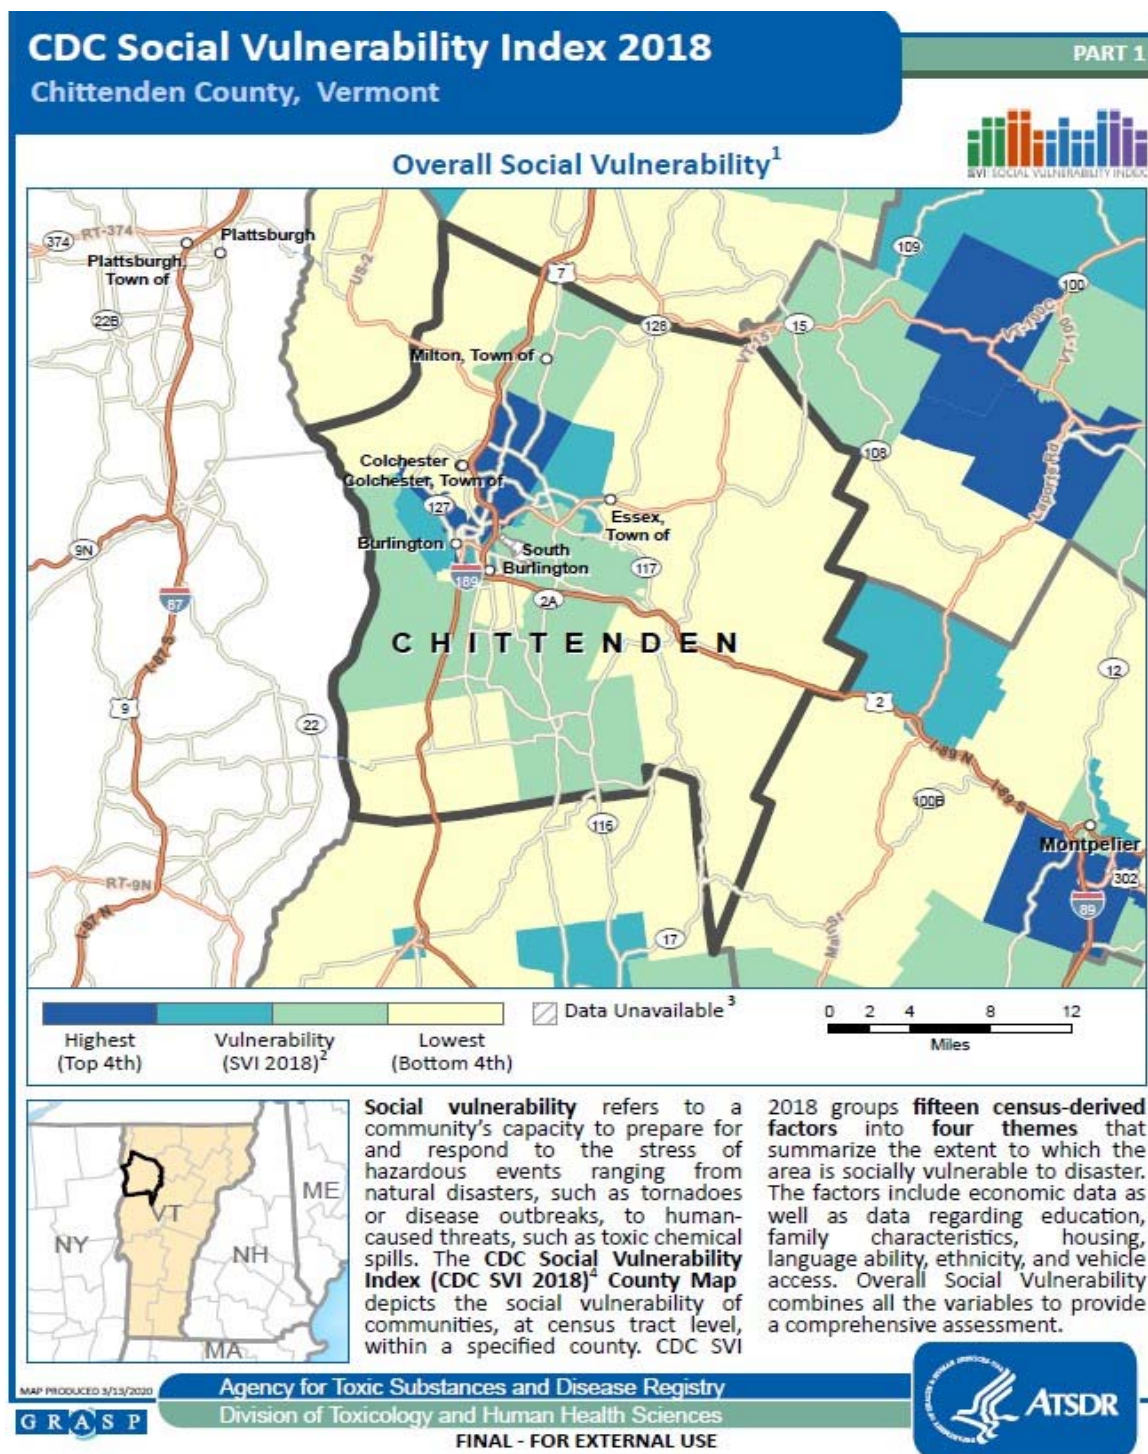 CDC Social Vulnerability Index 2018
Chittenden County, Vermont
PART 1
SVI SOCIAL VULNERABILITY INDEX
Overall Social Vulnerability¹
374
RT-374
Plattsburgh
Plattsburgh,
Town of
US-2
7
109
100
22B
128
15
VT-15
VT-100C
VT-100
Milton, Town of
108
Laporte Rd
Colchester
Colchester, Town of
127
Essex,
Town of
9N
Burlington
South
Burlington
117
189
87
2A
CHITTENDEN
I-87 S
12
9
2
22
I-89 N
I-89 S
100B
116
Montpelier
302
RT-9N
I-87 N
89
17
Main St
Data Unavailable ³
0 2 4 8 12
Miles
Highest
(Top 4th)
Vulnerability
(SVI 2018)²
Lowest
(Bottom 4th)
NY
VT
NH
ME
MA
Social vulnerability refers to a
community's capacity to prepare for
and respond to the stress of
hazardous events ranging from
natural disasters, such as tornadoes
or disease outbreaks, to human-
caused threats, such as toxic chemical
spills. The CDC Social Vulnerability
Index (CDC SVI 2018)⁴ County Map
depicts the social vulnerability of
communities, at census tract level,
within a specified county. CDC SVI
2018 groups fifteen census-derived
factors into four themes that
summarize the extent to which the
area is socially vulnerable to disaster.
The factors include economic data as
well as data regarding education,
family characteristics, housing,
language ability, ethnicity, and vehicle
access. Overall Social Vulnerability
combines all the variables to provide
a comprehensive assessment.
MAP PRODUCED 3/13/2020
GRASP
Agency for Toxic Substances and Disease Registry
Division of Toxicology and Human Health Sciences
FINAL - FOR EXTERNAL USE
ATSDR